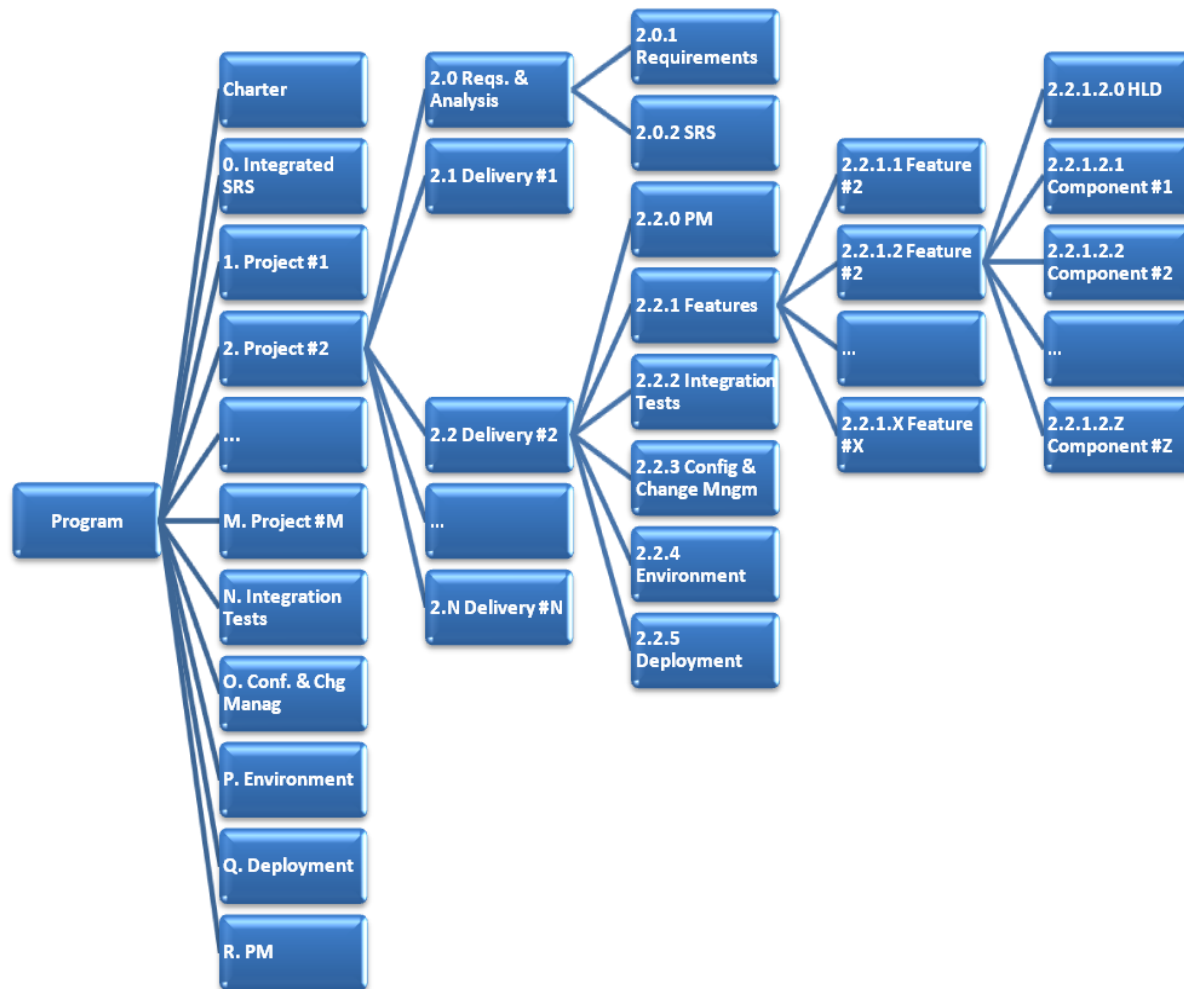 Program
Charter
0. Integrated
SRS
1. Project #1
2. Project #2
...
M. Project #M
N. Integration
Tests
O. Conf. & Chg
Manag
P. Environment
Q. Deployment
R. PM
2.0 Reqs. &
Analysis
2.1 Delivery #1
2.2 Delivery #2
...
2.N Delivery #N
2.0.1
Requirements
2.0.2 SRS
2.2.0 PM
2.2.1 Features
2.2.2 Integration
Tests
2.2.3 Config &
Change Mngm
2.2.4
Environment
2.2.5
Deployment
2.2.1.1 Feature
#2
2.2.1.2 Feature
#2
...
2.2.1.X Feature
#X
2.2.1.2.0 HLD
2.2.1.2.1
Component #1
2.2.1.2.2
Component #2
...
2.2.1.2.Z
Component #Z